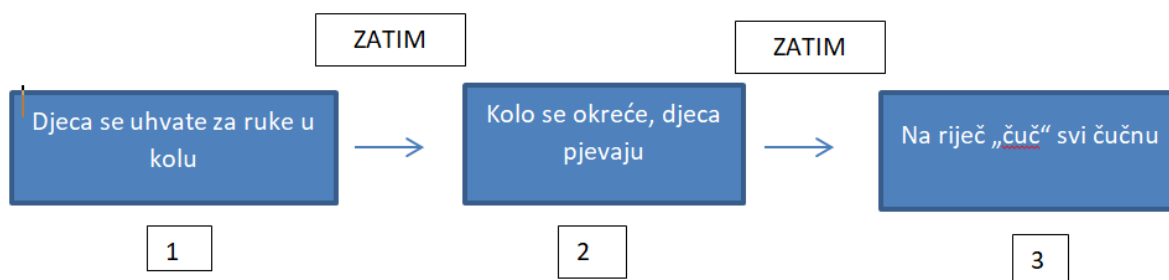 ZATIM
ZATIM
Djeca se uhvate za ruke u
kolu
Kolo se okreće, djeca
pjevaju
Na riječ „čuč“ svi čučnu
1
2
3